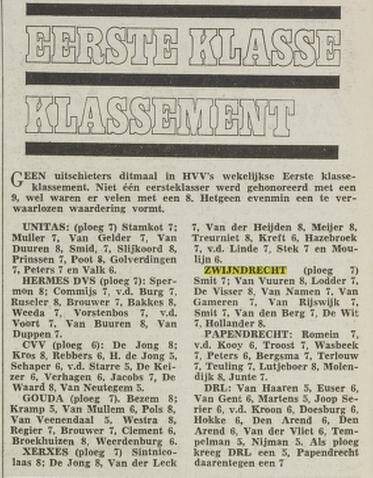 EERSTE KLASSE
KLASSEMENT
GEEN uitschieters ditmaal in HVV's wekelijkse Eerste klasse-
klassement. Niet één eersteklasser werd gehonoreerd met een
9, wel waren er velen met een 8. Hetgeen evenmin een te ver-
waarlozen waardering vormt.
UNITAS: (ploeg 7) Stamkot 7;
Muller 7, Van Gelder 7, Van
Duuren 8, Smid, 7, Slijkoord 8,
Prinssen 7, Poot 8, Golverdingen
7, Peters 7 en Valk 6.
HERMES DVS (ploeg 7): Sper-
mon 8; Commijs 7, v.d. Burg 7,
Ruseler 8, Brouwer 7, Bakkes 8,
Weeda 7, Vorstenbos 7, v.d.
Voort 7, Van Buuren 8, Van
Duppen 7.
CVV (ploeg 6): De Jong 8;
Kros 8, Rebbers 6, H. de Jong 5,
Schaper 6, v.d. Starre 5, De Kei-
zer 6, Verhagen 6, Jacobs 7, De
Waard 8, Van Neutegem 5.
GOUDA (ploeg 7). Bezem 8;
Kramp 5, Van Mullem 6, Pols 8,
Van Veenendaal 5, Westra 8,
Regier 7, Brouwer 7, Clement 6,
Broekhuizen 8, Weerdenburg 6.
XERXES (ploeg 7) Sintnico-
laas 8; De Jong 8, Van der Leck
7, Van der Heijden 8, Meijer 8,
Treurniet 8, Kreft 6, Hazebroek
7, v.d. Linde 7, Stek 7 en Mou-
lijn 6.
ZWIJNDRECHT (ploeg 7)
Smit 7; Van Vuuren 8, Lodder 7,
De Visser 8, Van Namen 7, Van
Gameren 7, Van Rijswijk 7,
Smit 7, Van den Berg 7, De Wit
7, Hollander 8.
PAPENDRECHT: Romein 7,
v.d. Kooy 6, Troost 7, Wasbeek
7, Peters 6, Bergsma 7, Terlouw
7, Teuling 7, Lutjeboer 8, Molen-
dijk 8, Junte 7.
DRL: Van Haaren 5, Euser 6,
Van Gent 6, Martens 5, Joop Se-
rier 6, v.d. Kroon 6, Doesburg 6,
Hokke 6, Den Arend 6, Den
Arend 6, Van der Vliet 6, Tem-
pelman 5, Nijman 5. Als ploeg
kreeg DRL een 5, Papendrecht
daarentegen een 7